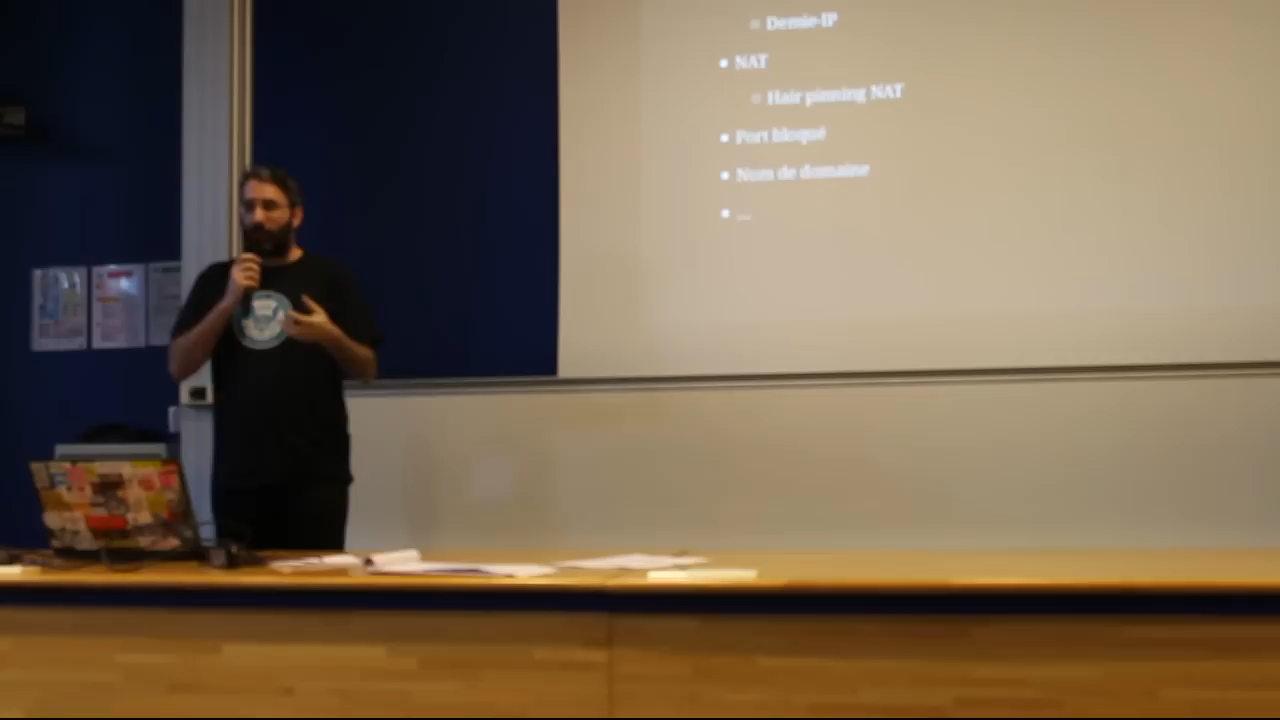 Demie-IP
NAT
Hair pinning NAT
Port bloqué
Nom de domaine
...